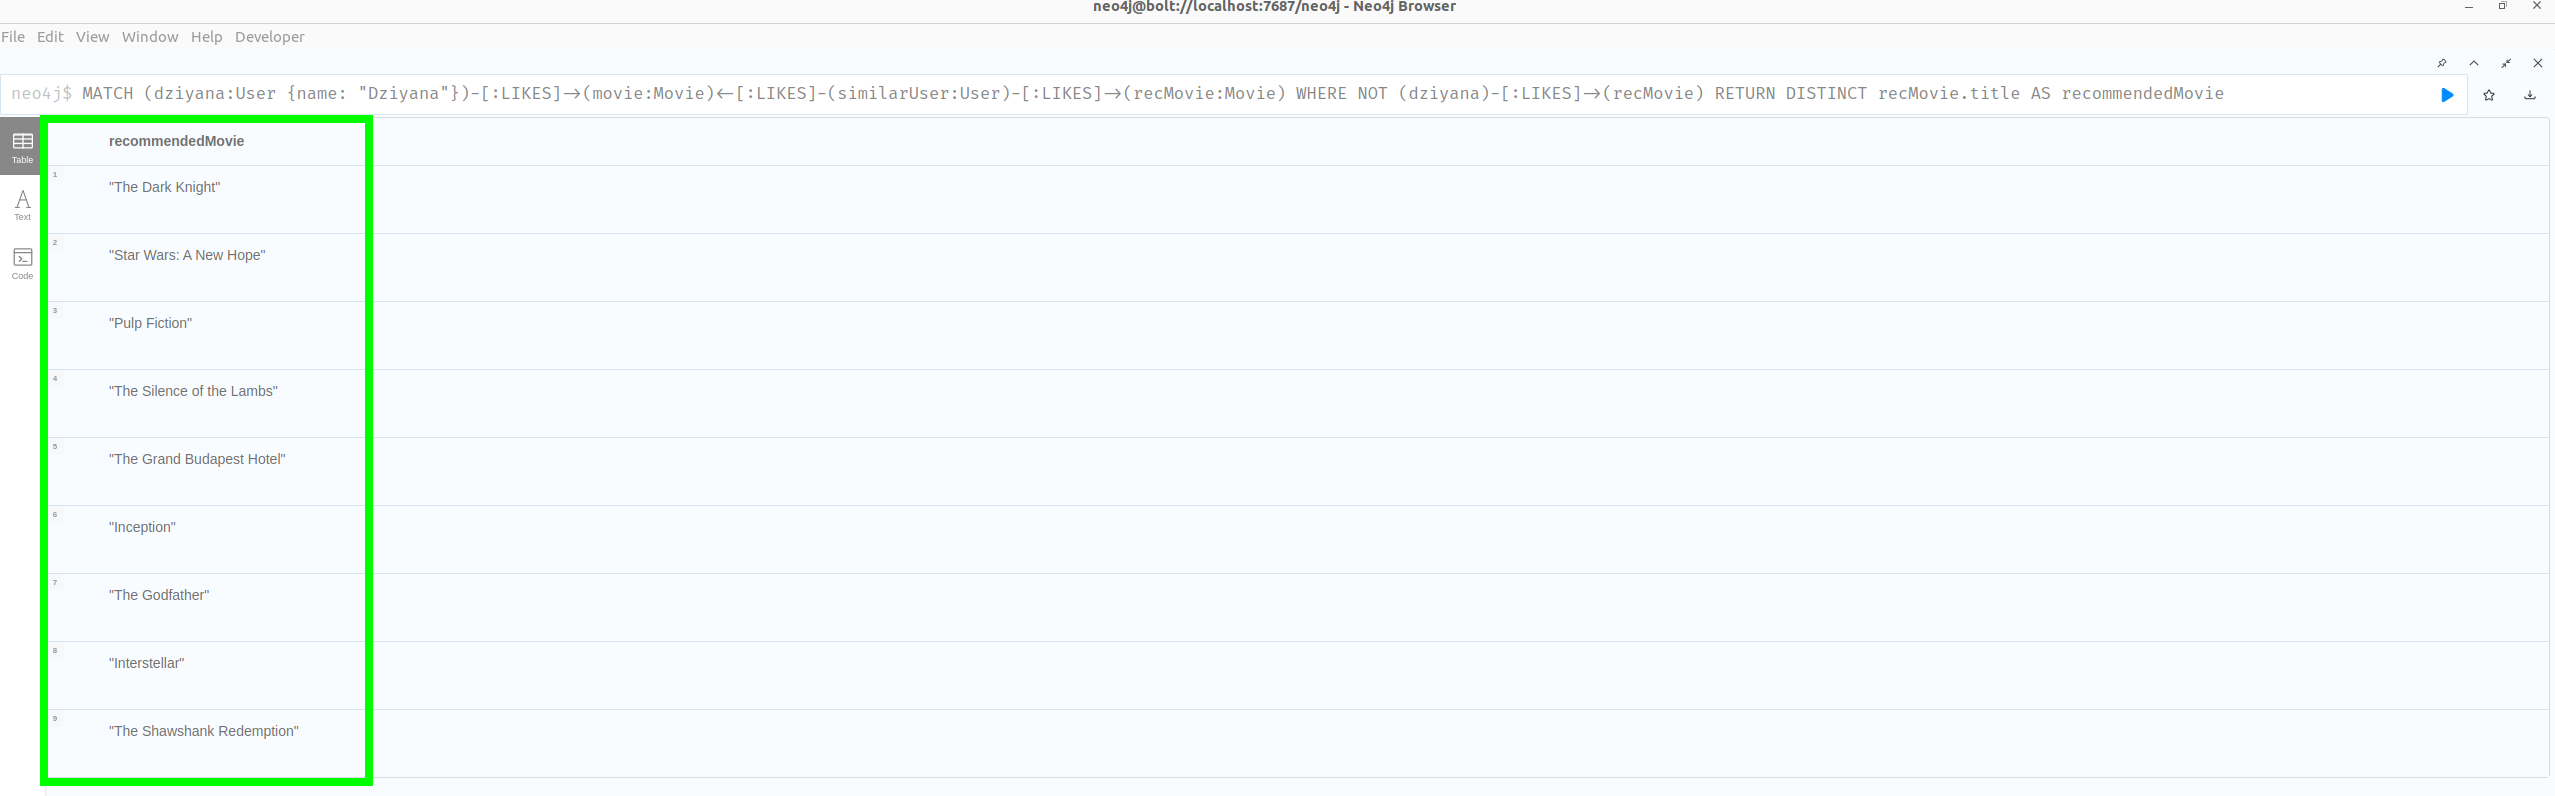 neo4j@bolt://localhost:7687/neo4j - Neo4j Browser
File Edit View Window Help Developer
neo4j$ MATCH (dziyana:User {name: "Dziyana"})-[:LIKES]->(movie:Movie)<-[:LIKES]-(similarUser:User)-[:LIKES]->(recMovie:Movie) WHERE NOT (dziyana)-[:LIKES]->(recMovie) RETURN DISTINCT recMovie.title AS recommendedMovie
Table
Text
Code
recommendedMovie
1 "The Dark Knight"
2 "Star Wars: A New Hope"
3 "Pulp Fiction"
4 "The Silence of the Lambs"
5 "The Grand Budapest Hotel"
6 "Inception"
7 "The Godfather"
8 "Interstellar"
9 "The Shawshank Redemption"